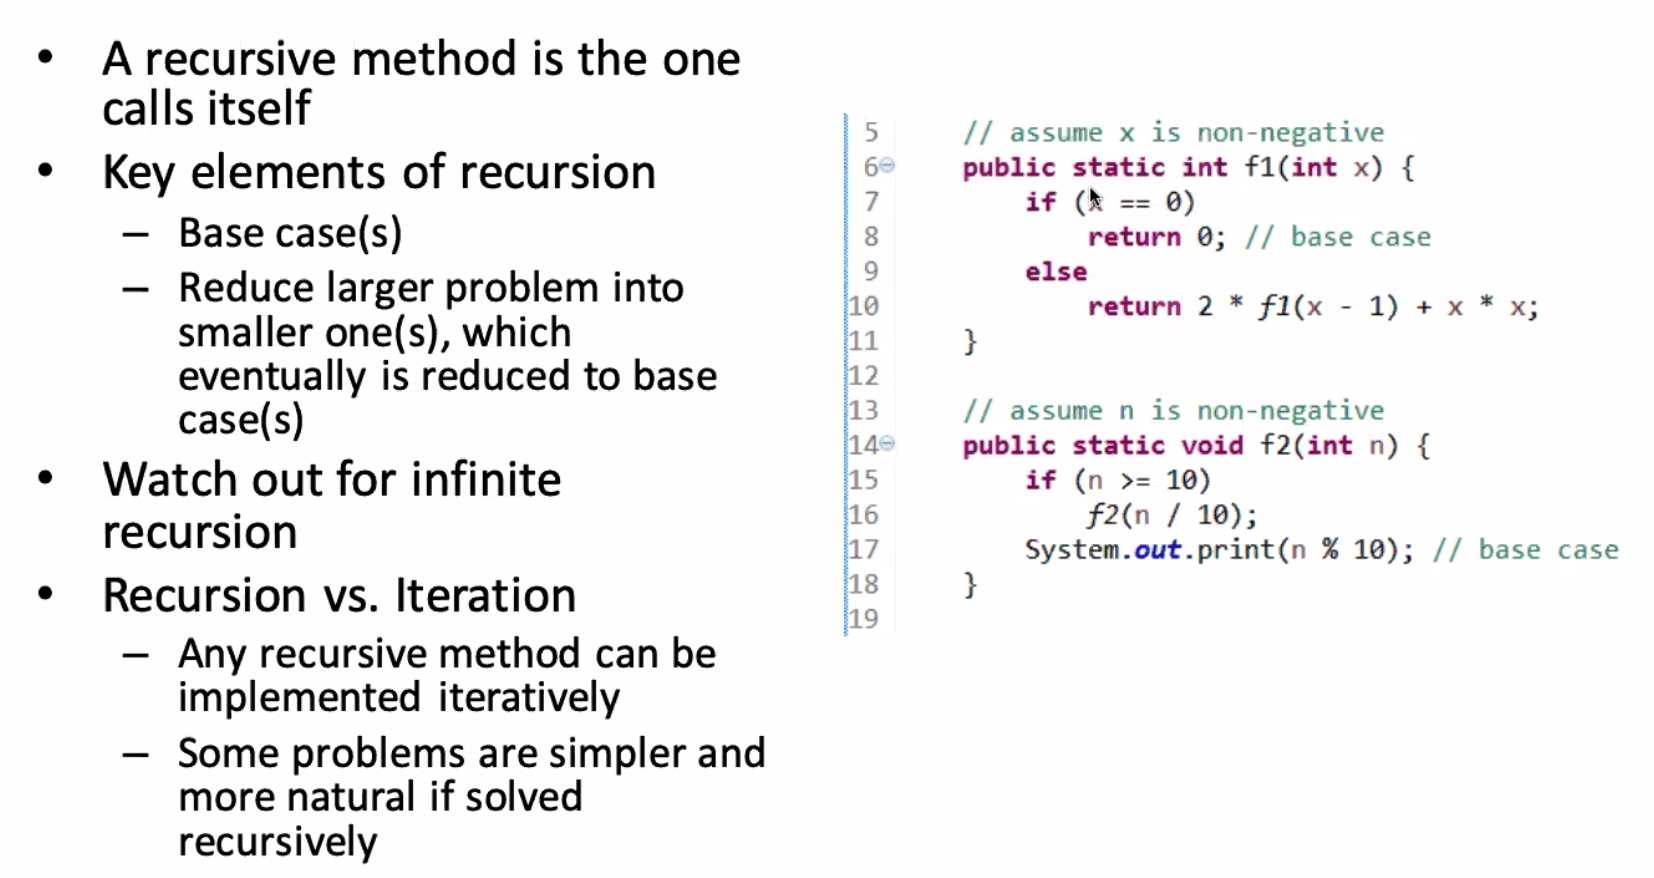 • A recursive method is the one
calls itself
• Key elements of recursion
– Base case(s)
– Reduce larger problem into
smaller one(s), which
eventually is reduced to base
case(s)
• Watch out for infinite
recursion
• Recursion vs. Iteration
– Any recursive method can be
implemented iteratively
– Some problems are simpler and
more natural if solved
recursively
5 // assume x is non-negative
6 public static int f1(int x) {
7 if (x == 0)
8 return 0; // base case
9 else
10 return 2 * f1(x - 1) + x * x;
11 }
12
13 // assume n is non-negative
14 public static void f2(int n) {
15 if (n >= 10)
16 f2(n / 10);
17 System.out.print(n % 10); // base case
18 }
19